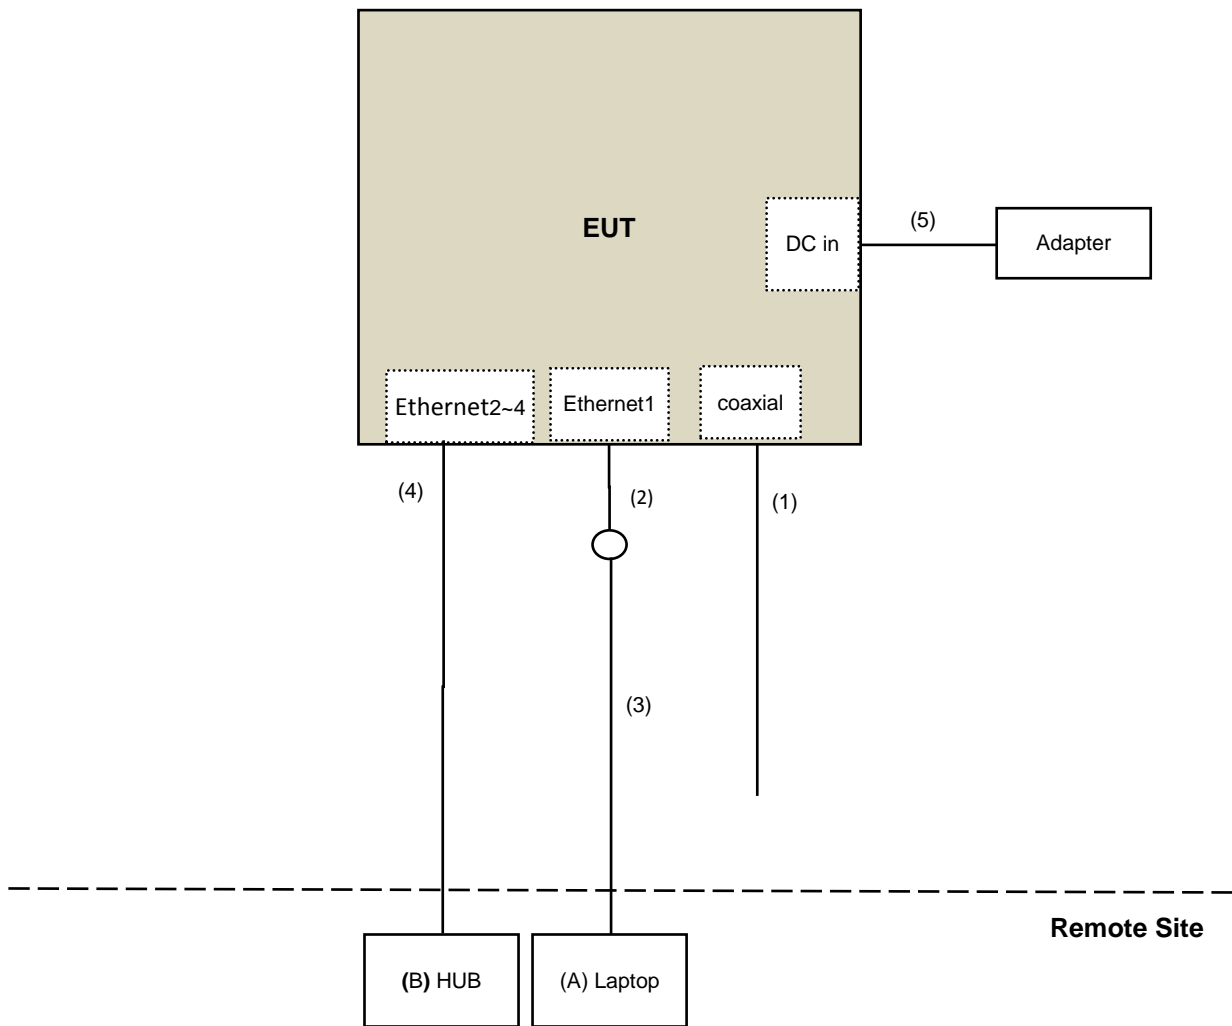 EUT
(5)
DC in
Adapter
Ethernet2~4
Ethernet1
coaxial
(4)
(2)
(1)
(3)
Remote Site
(B) HUB
(A) Laptop